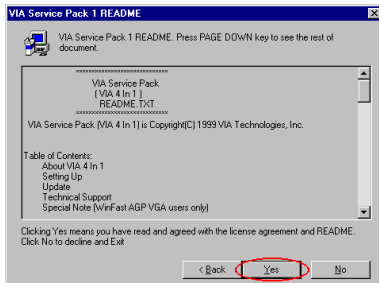 VIA Service Pack 1 README
VIA Service Pack 1 README. Press PAGE DOWN key to see the rest of
document.
××××××××××××××××××××××××××××
VIA Service Pack
( VIA 4 In 1 )
README.TXT
××××××××××××××××××××××××××××
VIA Service Pack (VIA 4 In 1) is Copyright(C) 1999 VIA Technologies, Inc.
Table of Contents:
About VIA 4 In 1
Setting Up
Update
Technical Support
Special Note (WinFast AGP VGA users only)
Clicking Yes means you have read and agreed with the license agreement and README.
Click No to decline and Exit
< Back
Yes
No